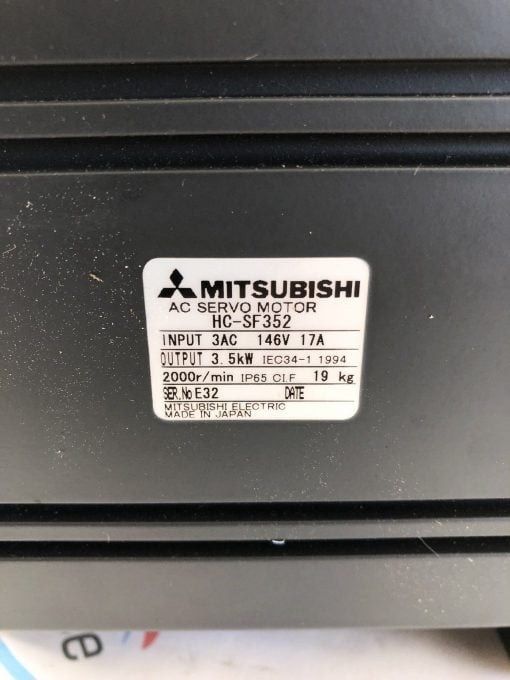 MITSUBISHI
AC SERVO MOTOR
HC-SF352
INPUT 3AC 146V 17A
OUTPUT 3.5kW IEC34-1 1994
2000r/min IP65 CI.F 19 kg
SER.No E32 DATE
MITSUBISHI ELECTRIC
MADE IN JAPAN
e